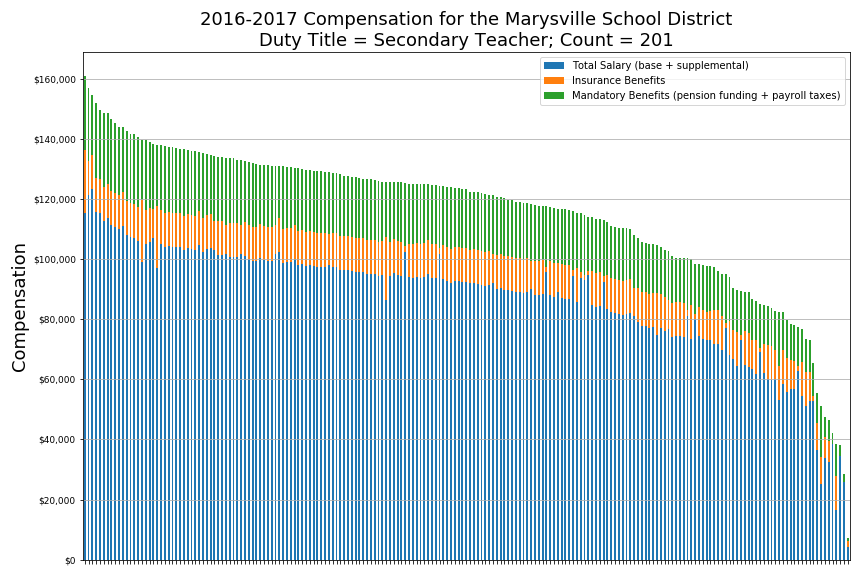 2016-2017 Compensation for the Marysville School District
Duty Title = Secondary Teacher; Count = 201
Total Salary (base + supplemental)
Insurance Benefits
Mandatory Benefits (pension funding + payroll taxes)
Compensation
$160,000
$140,000
$120,000
$100,000
$80,000
$60,000
$40,000
$20,000
$0